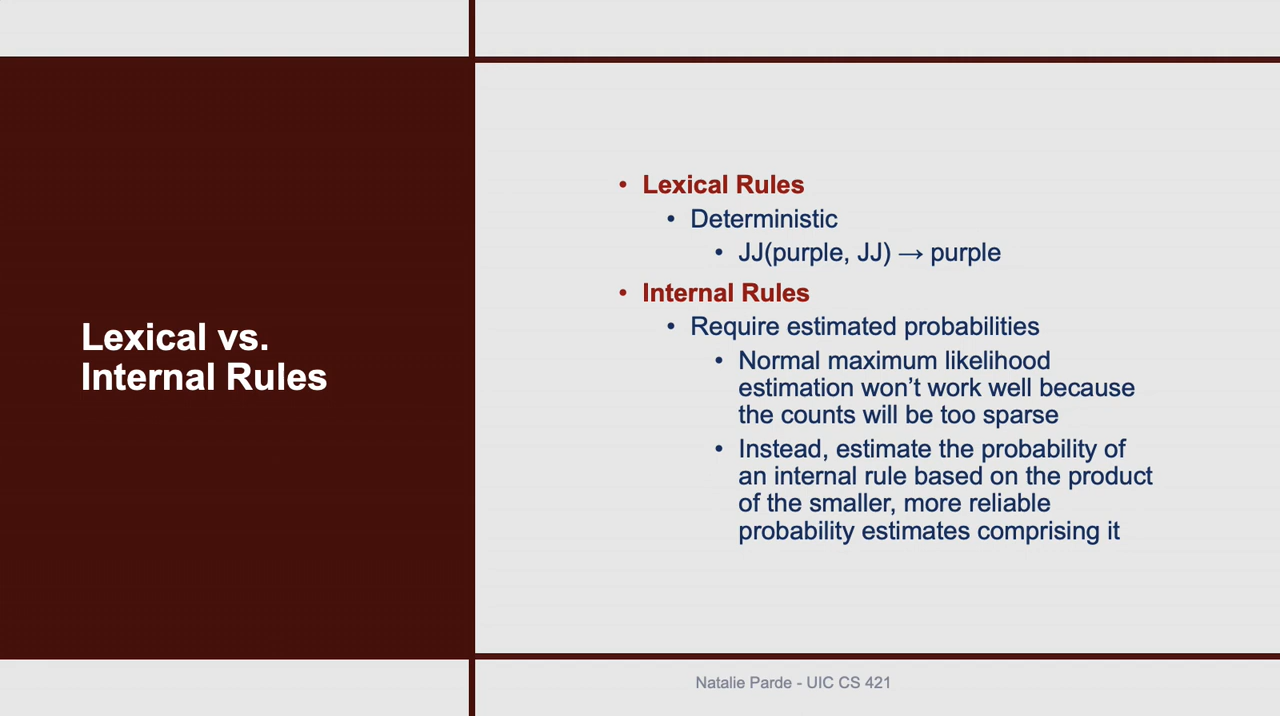 Lexical vs.
Internal Rules
• Lexical Rules
• Deterministic
• JJ(purple, JJ) → purple
• Internal Rules
• Require estimated probabilities
• Normal maximum likelihood
estimation won’t work well because
the counts will be too sparse
• Instead, estimate the probability of
an internal rule based on the product
of the smaller, more reliable
probability estimates comprising it
Natalie Parde - UIC CS 421